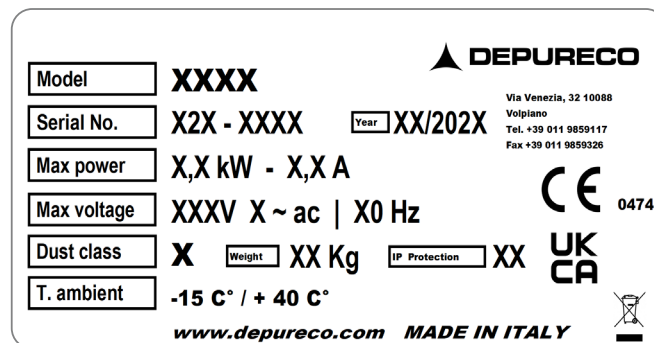 DEPURECO
Model XXXX
Via Venezia, 32 10088
Volpiano
Tel. +39 011 9859117
Fax +39 011 9859326
Serial No. X2X - XXXX Year XX/202X
Max power X,X kW - X,X A
CE 0474
Max voltage XXXV X ~ ac | X0 Hz
Dust class X Weight XX Kg IP Protection XX
UK
CA
T. ambient -15 C° / + 40 C°
www.depureco.com MADE IN ITALY